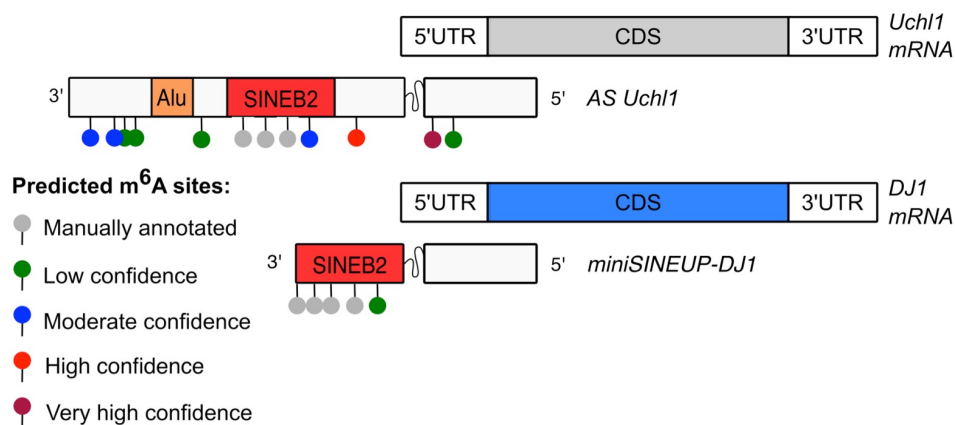 5'UTR CDS 3'UTR Uchl1
mRNA
3' Alu SINEB2 5' AS Uchl1
Predicted m⁶A sites:
Manually annotated
Low confidence
Moderate confidence
High confidence
Very high confidence
5'UTR CDS 3'UTR DJ1
mRNA
3' SINEB2 5' miniSINEUP-DJ1